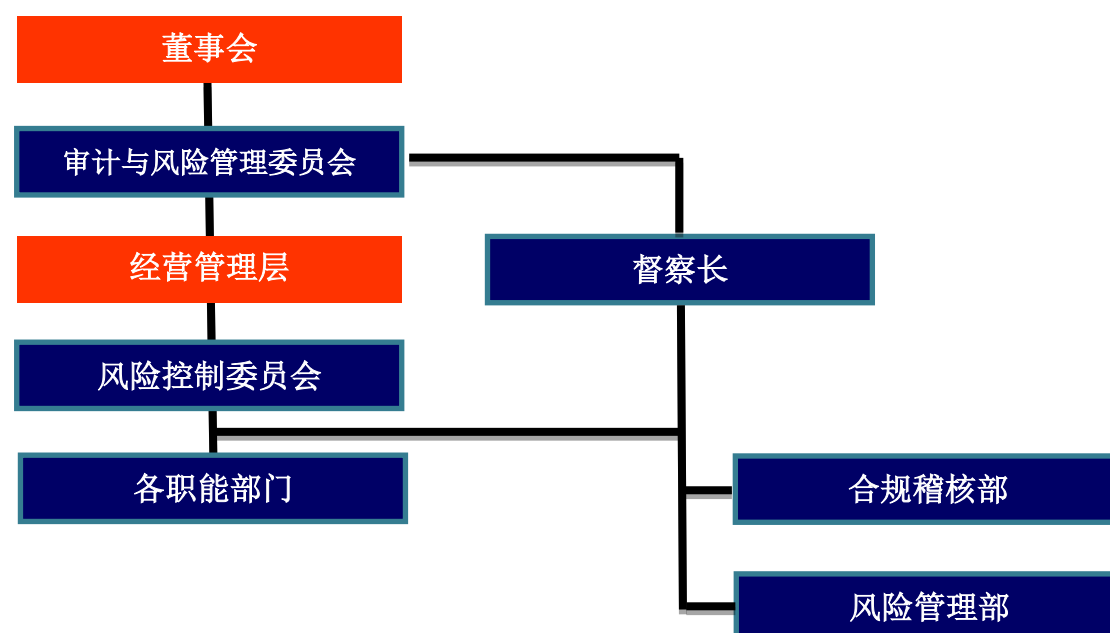 董事会
审计与风险管理委员会
经营管理层
督察长
风险控制委员会
各职能部门
合规稽核部
风险管理部